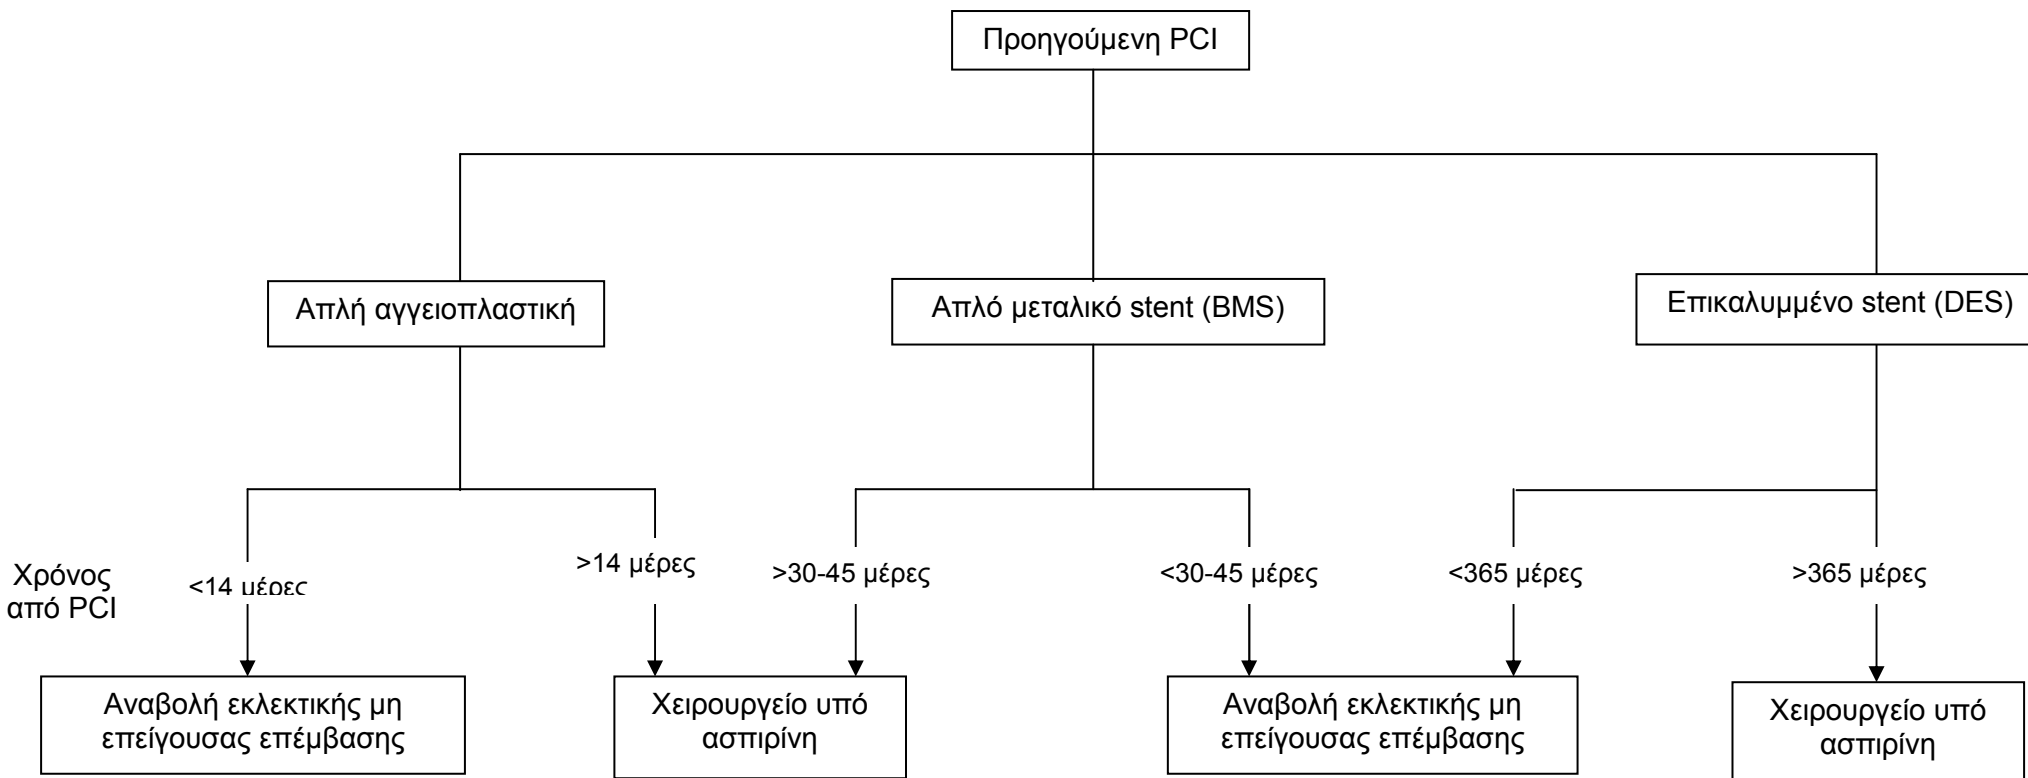 Προηγούμενη PCI
Απλή αγγειοπλαστική
Απλό μεταλικό stent (BMS)
Επικαλυμμένο stent (DES)
Χρόνος
από PCI
<14 μέρες
>14 μέρες
>30-45 μέρες
<30-45 μέρες
<365 μέρες
>365 μέρες
Αναβολή εκλεκτικής μη
επείγουσας επέμβασης
Χειρουργείο υπό
ασπιρίνη
Αναβολή εκλεκτικής μη
επείγουσας επέμβασης
Χειρουργείο υπό
ασπιρίνη